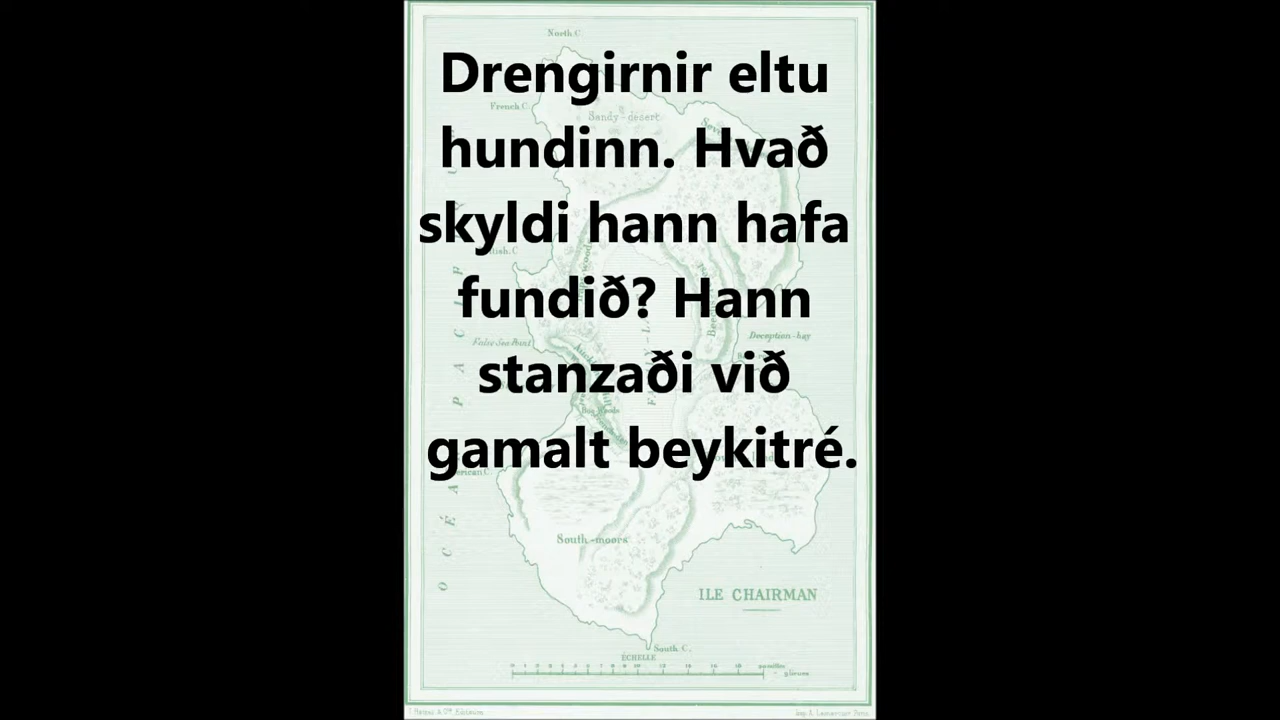 Drengirnir eltu
hundinn. Hvað
skyldi hann hafa
fundið? Hann
stanzaði við
gamalt beykitré.
North C.
French C.
Sandy-desert
Deception-bay
False Sea Point
South-moors
ILE CHAIRMAN
South C.
ÉCHELLE